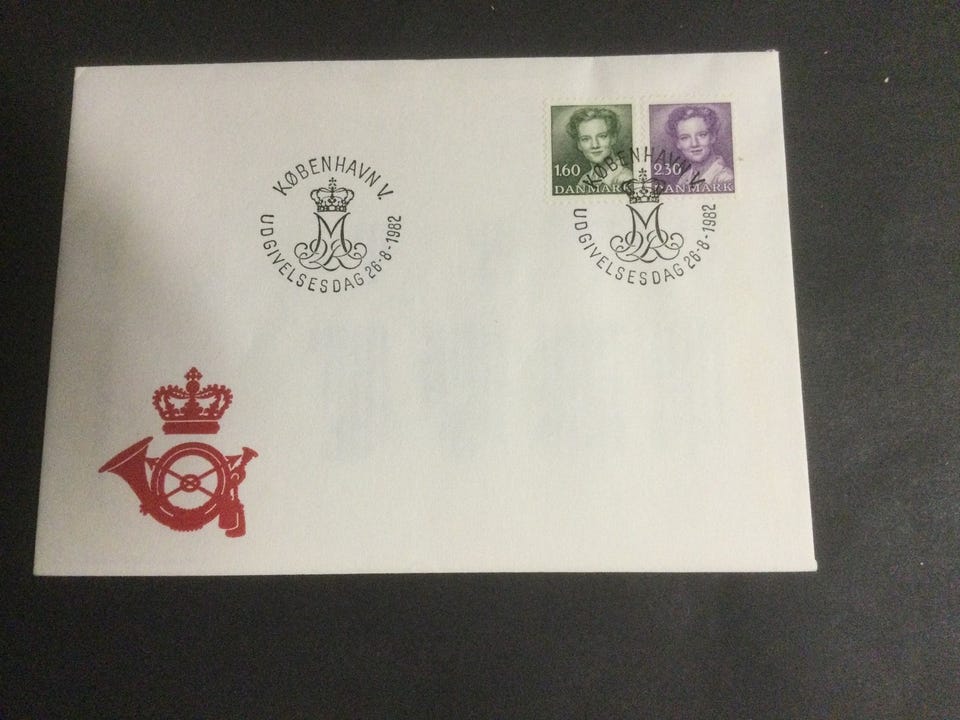 KØBENHAVN V.
UDGIVELSESDAG 26-8-1982
1.60
DANMARK
2.30
DANMARK
KØBENHAVN V.
UDGIVELSESDAG 26-8-1982